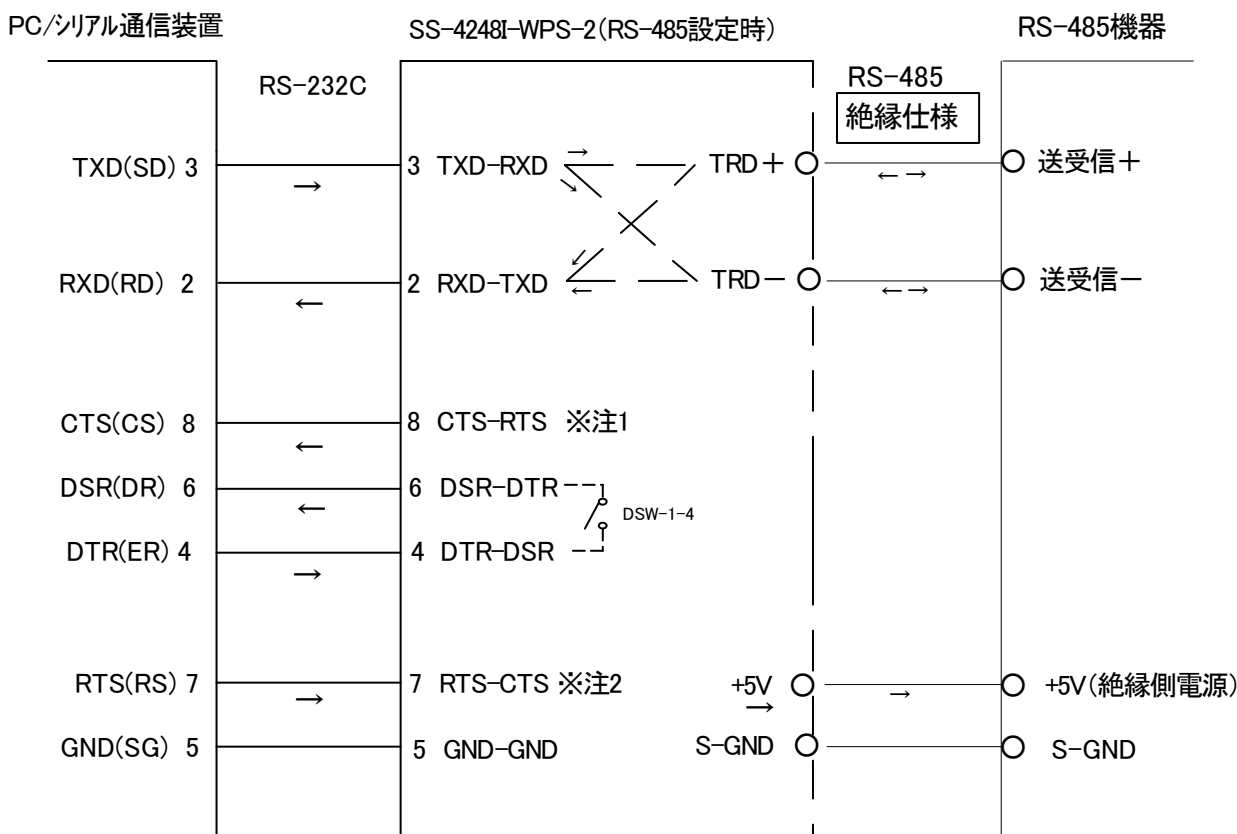 PC/シリアル通信装置 SS-4248I-WPS-2(RS-485設定時) RS-485機器
RS-232C RS-485
絶縁仕様
TXD(SD) 3 3 TXD-RXD TRD+ 送受信+
→ → ← →
RXD(RD) 2 2 RXD-TXD TRD- 送受信-
← ← ← →
CTS(CS) 8 8 CTS-RTS ※注1
←
DSR(DR) 6 6 DSR-DTR
← DSW-1-4
DTR(ER) 4 4 DTR-DSR
→
RTS(RS) 7 7 RTS-CTS ※注2 +5V +5V(絶縁側電源)
→ → →
GND(SG) 5 5 GND-GND S-GND S-GND